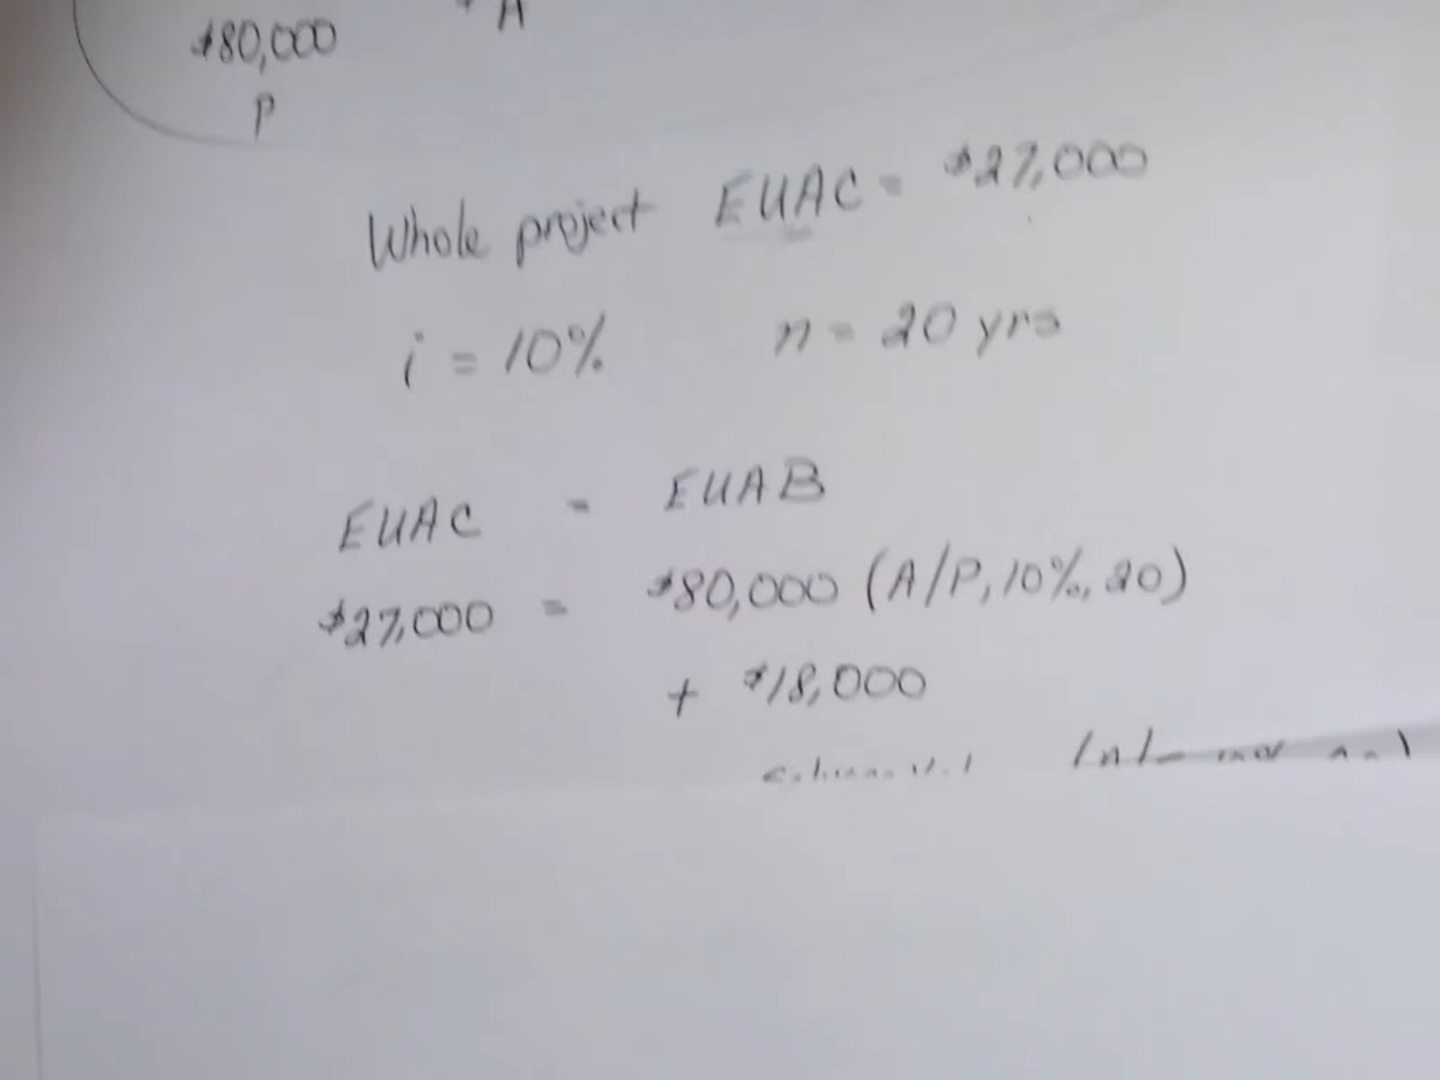 $80,000 A
P
Whole project EUAC = $27,000
i = 10% n = 20 yrs
EUAC = EUAB
$27,000 = $80,000 (A/P, 10%, 20)
+ $18,000